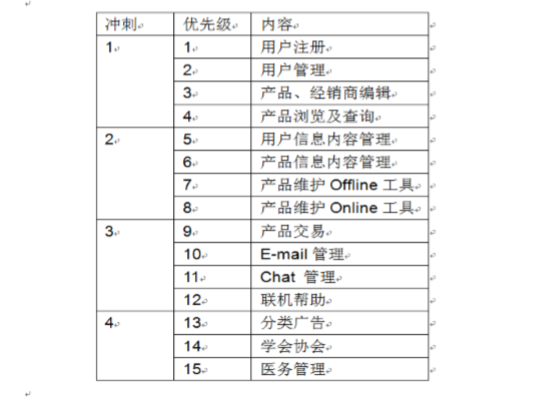 冲刺 优先级 内容
1 1 用户注册
2 用户管理
3 产品、经销商编辑
4 产品浏览及查询
2 5 用户信息内容管理
6 产品信息内容管理
7 产品维护 Offline 工具
8 产品维护 Online 工具
3 9 产品交易
10 E-mail 管理
11 Chat 管理
12 联机帮助
4 13 分类广告
14 学会协会
15 医务管理